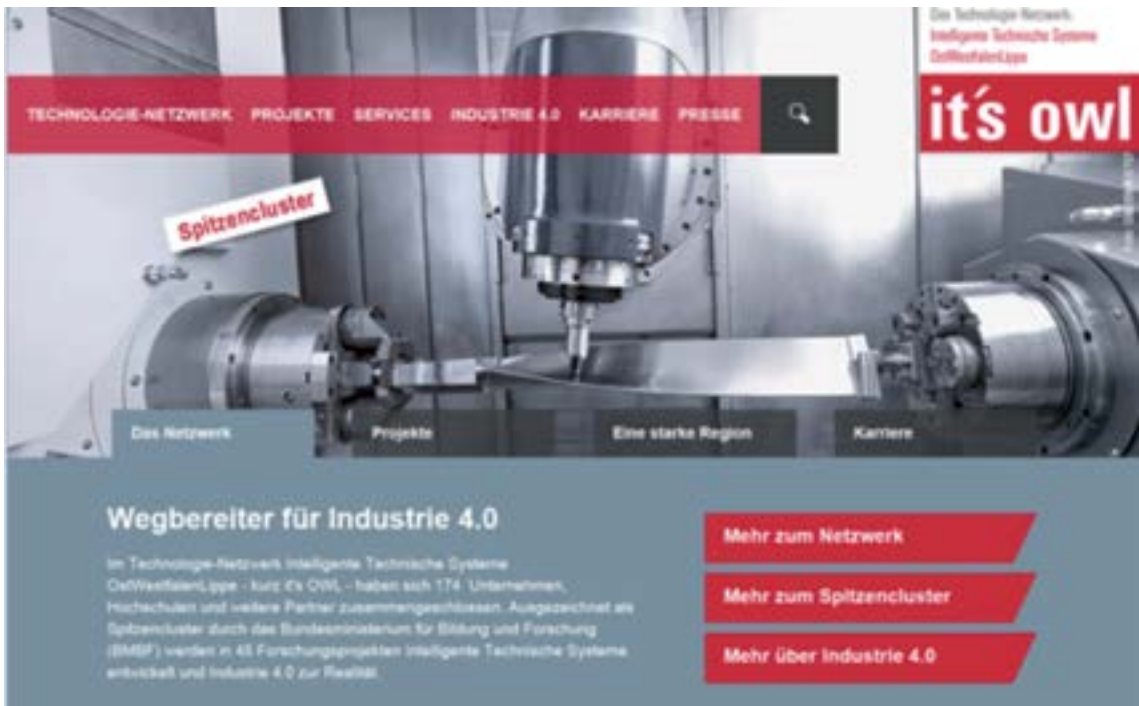 Das Technologie-Netzwerk:
Intelligente Technische Systeme
OstWestfalenLippe
it's owl
TECHNOLOGIE-NETZWERK PROJEKTE SERVICES INDUSTRIE 4.0 KARRIERE PRESSE
Spitzencluster
Das Netzwerk Projekte Eine starke Region Karriere
Wegbereiter für Industrie 4.0
Im Technologie-Netzwerk Intelligente Technische Systeme
OstWestfalenLippe - kurz it's OWL - haben sich 174 Unternehmen,
Hochschulen und weitere Partner zusammengeschlossen. Ausgezeichnet als
Spitzencluster durch das Bundesministerium für Bildung und Forschung
(BMBF) werden in Forschungsprojekten Intelligente Technische Systeme
entwickelt und Industrie 4.0 zur Realität.
Mehr zum Netzwerk
Mehr zum Spitzencluster
Mehr über Industrie 4.0